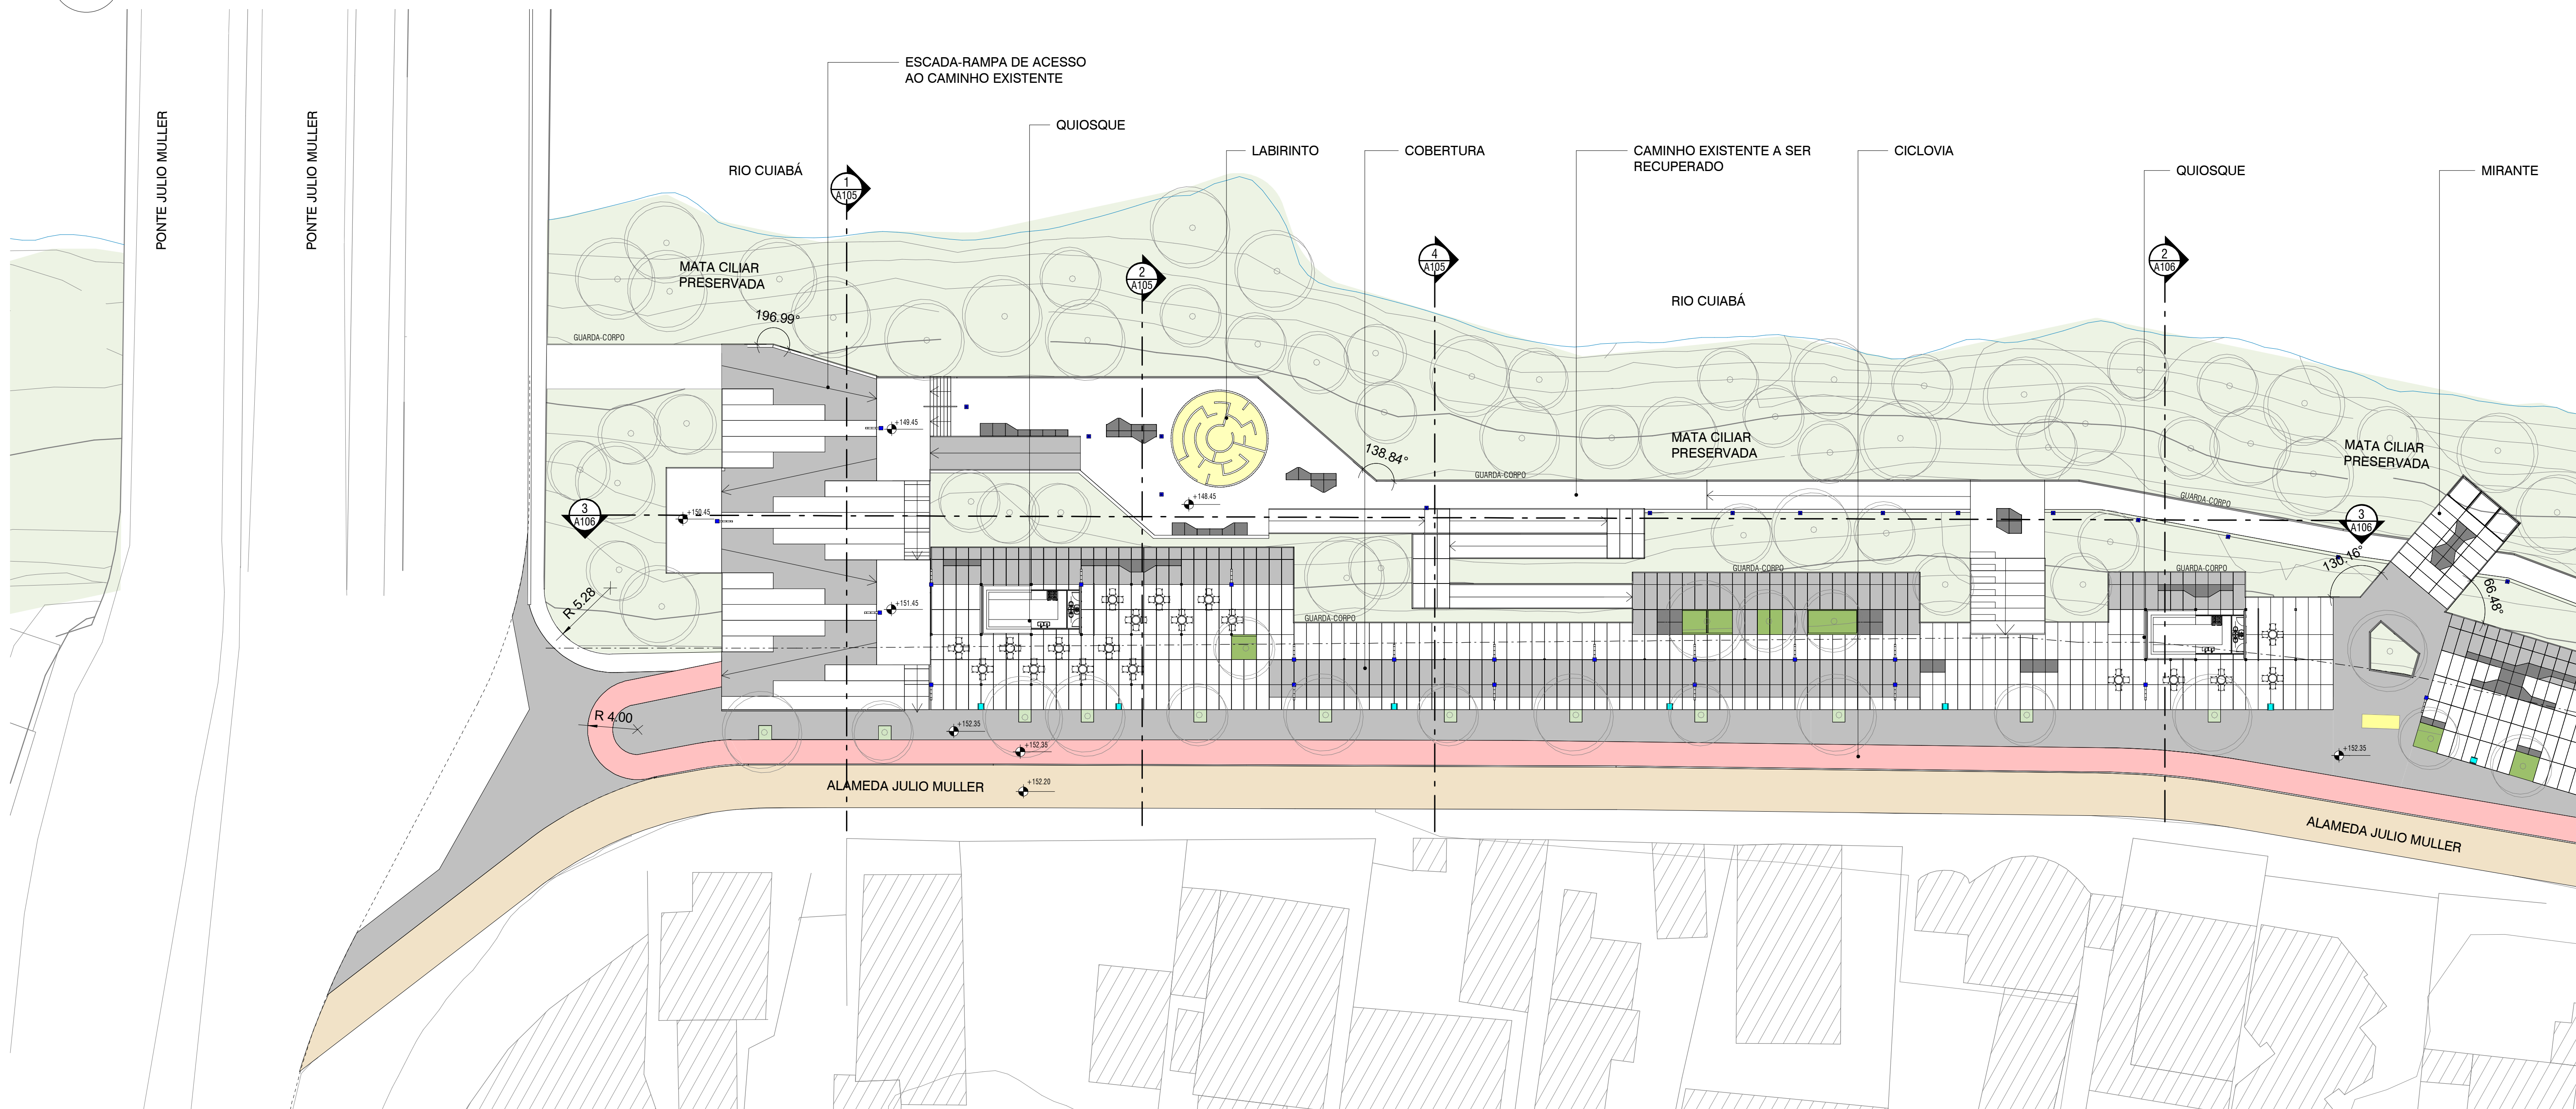 ESCADA-RAMPA DE ACESSO
AO CAMINHO EXISTENTE
QUIOSQUE
LABIRINTO
COBERTURA
CAMINHO EXISTENTE A SER
RECUPERADO
CICLOVIA
QUIOSQUE
MIRANTE
PONTE JULIO MULLER
PONTE JULIO MULLER
RIO CUIABÁ
1
A105
2
A105
4
A105
2
A106
RIO CUIABÁ
MATA CILIAR
PRESERVADA
196.99°
GUARDA-CORPO
+149.45
138.84°
GUARDA-CORPO
MATA CILIAR
PRESERVADA
MATA CILIAR
PRESERVADA
GUARDA-CORPO
+148.45
3
A106
+150.45
3
A106
130.16°
66.48°
GUARDA-CORPO
GUARDA-CORPO
R 5.28
+151.45
GUARDA-CORPO
R 4.00
+152.35
+152.35
+152.35
+152.20
ALAMEDA JULIO MULLER
ALAMEDA JULIO MULLER